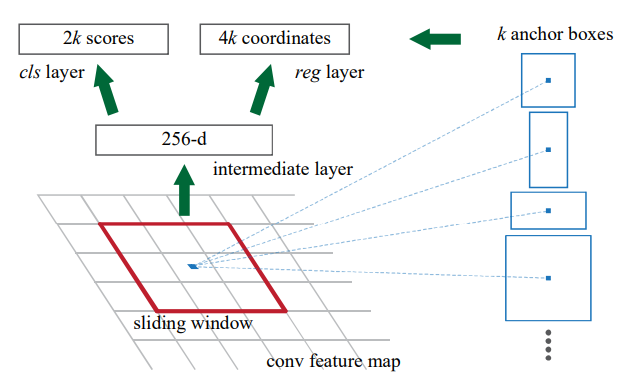 2k scores
4k coordinates
k anchor boxes
cls layer
reg layer
256-d
intermediate layer
sliding window
conv feature map